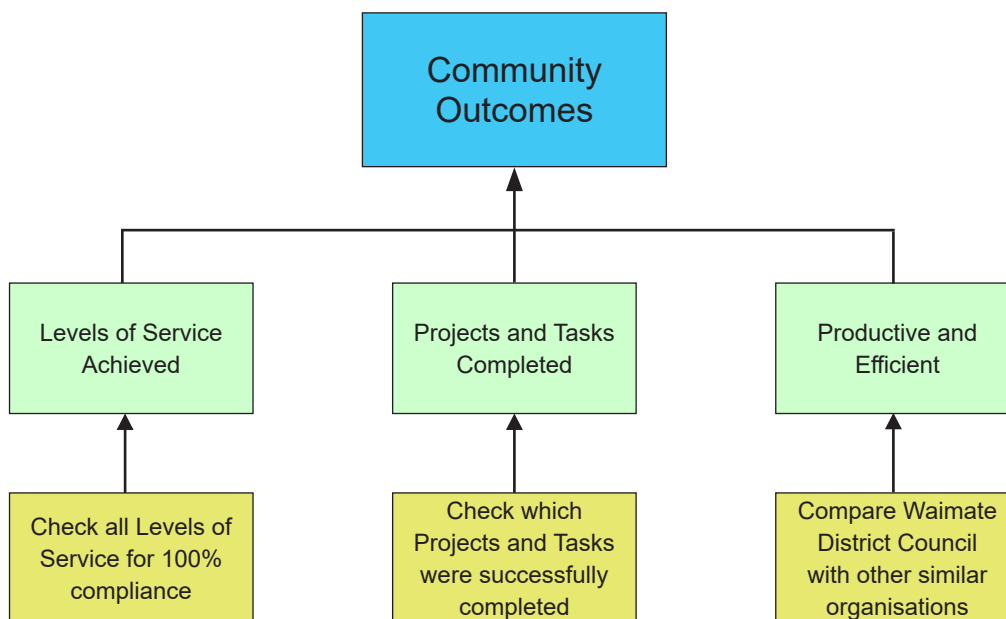 Community
Outcomes
Levels of Service
Achieved
Projects and Tasks
Completed
Productive and
Efficient
Check all Levels of
Service for 100%
compliance
Check which
Projects and Tasks
were successfully
completed
Compare Waimate
District Council
with other similar
organisations